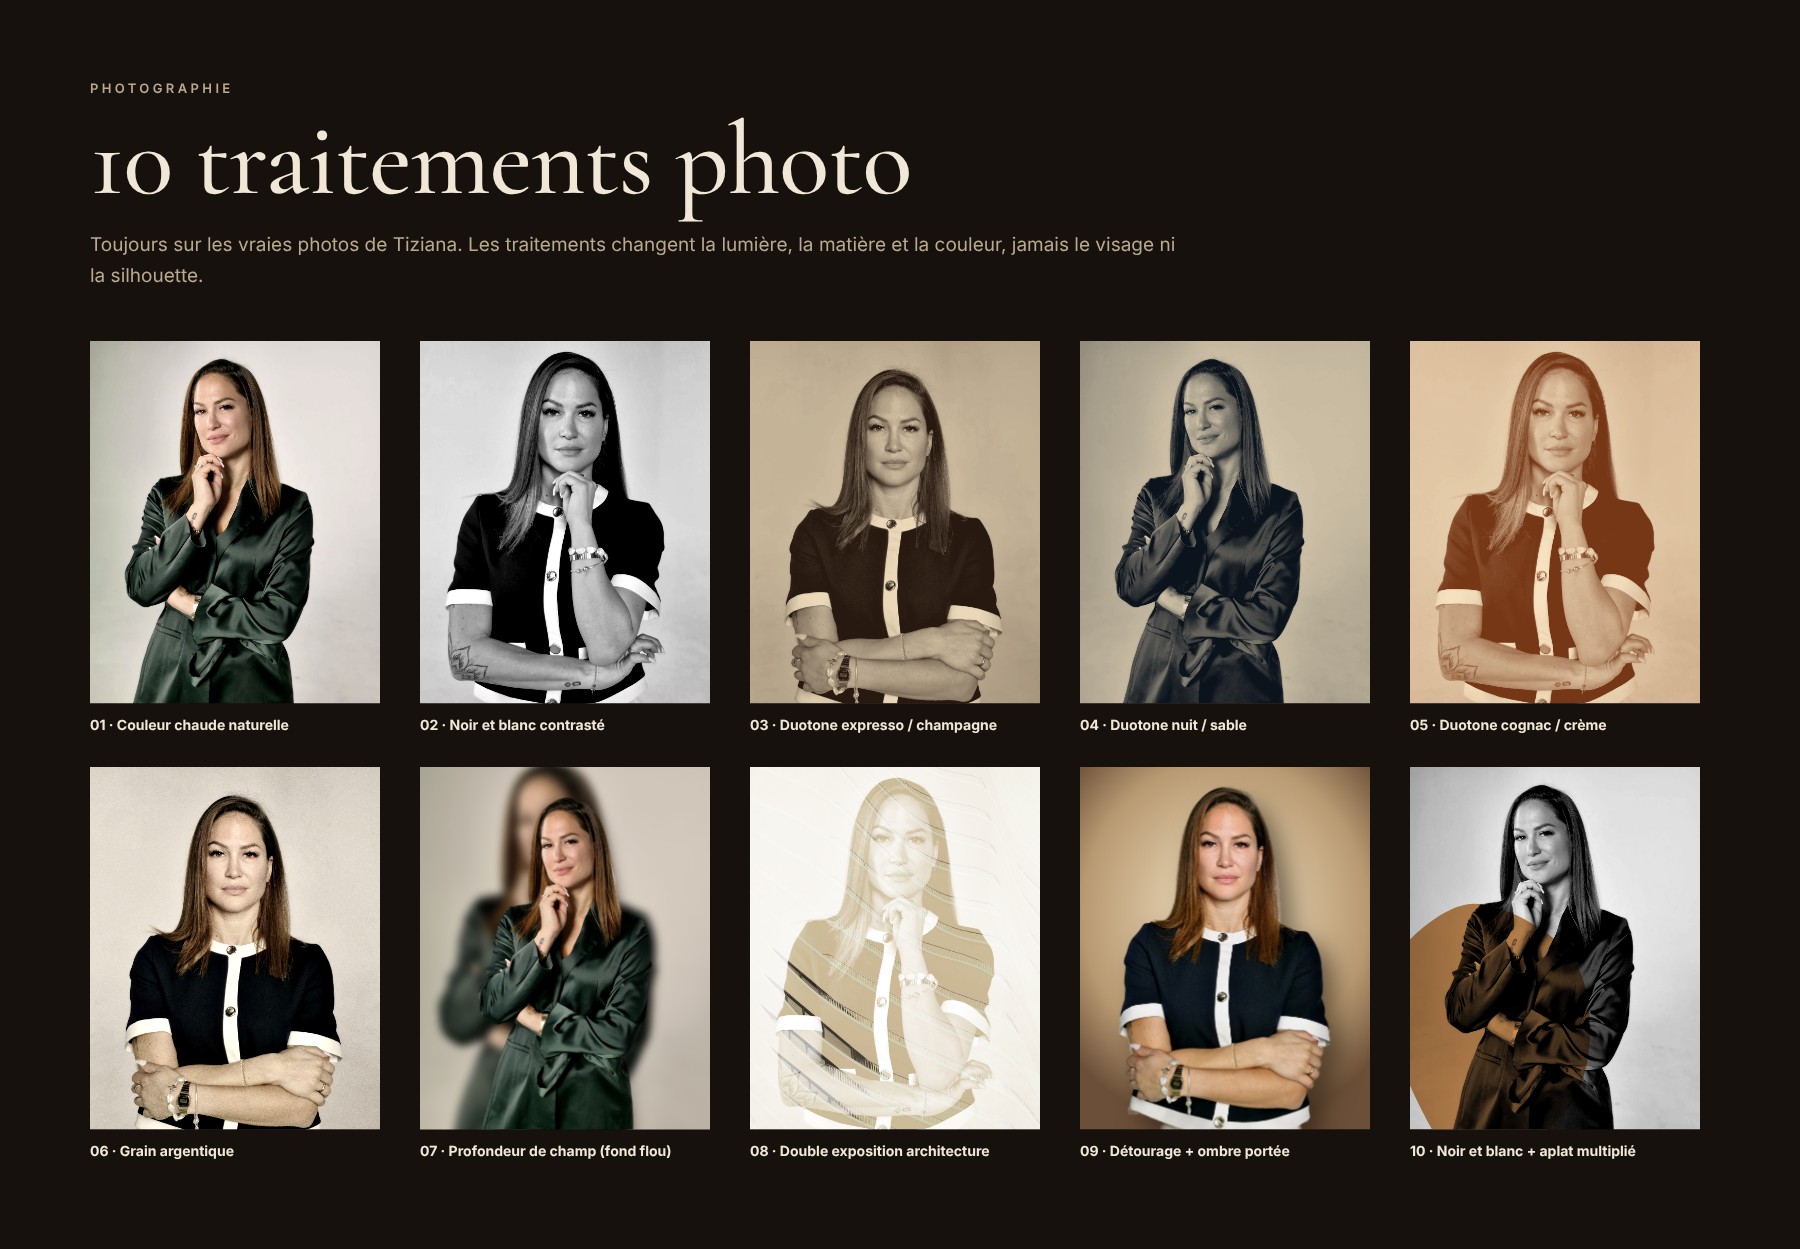 PHOTOGRAPHIE
10 traitements photo
Toujours sur les vraies photos de Tiziana. Les traitements changent la lumière, la matière et la couleur, jamais le visage ni
la silhouette.
01 · Couleur chaude naturelle
02 · Noir et blanc contrasté
03 · Duotone expresso / champagne
04 · Duotone nuit / sable
05 · Duotone cognac / crème
06 · Grain argentique
07 · Profondeur de champ (fond flou)
08 · Double exposition architecture
09 · Détourage + ombre portée
10 · Noir et blanc + aplat multiplié